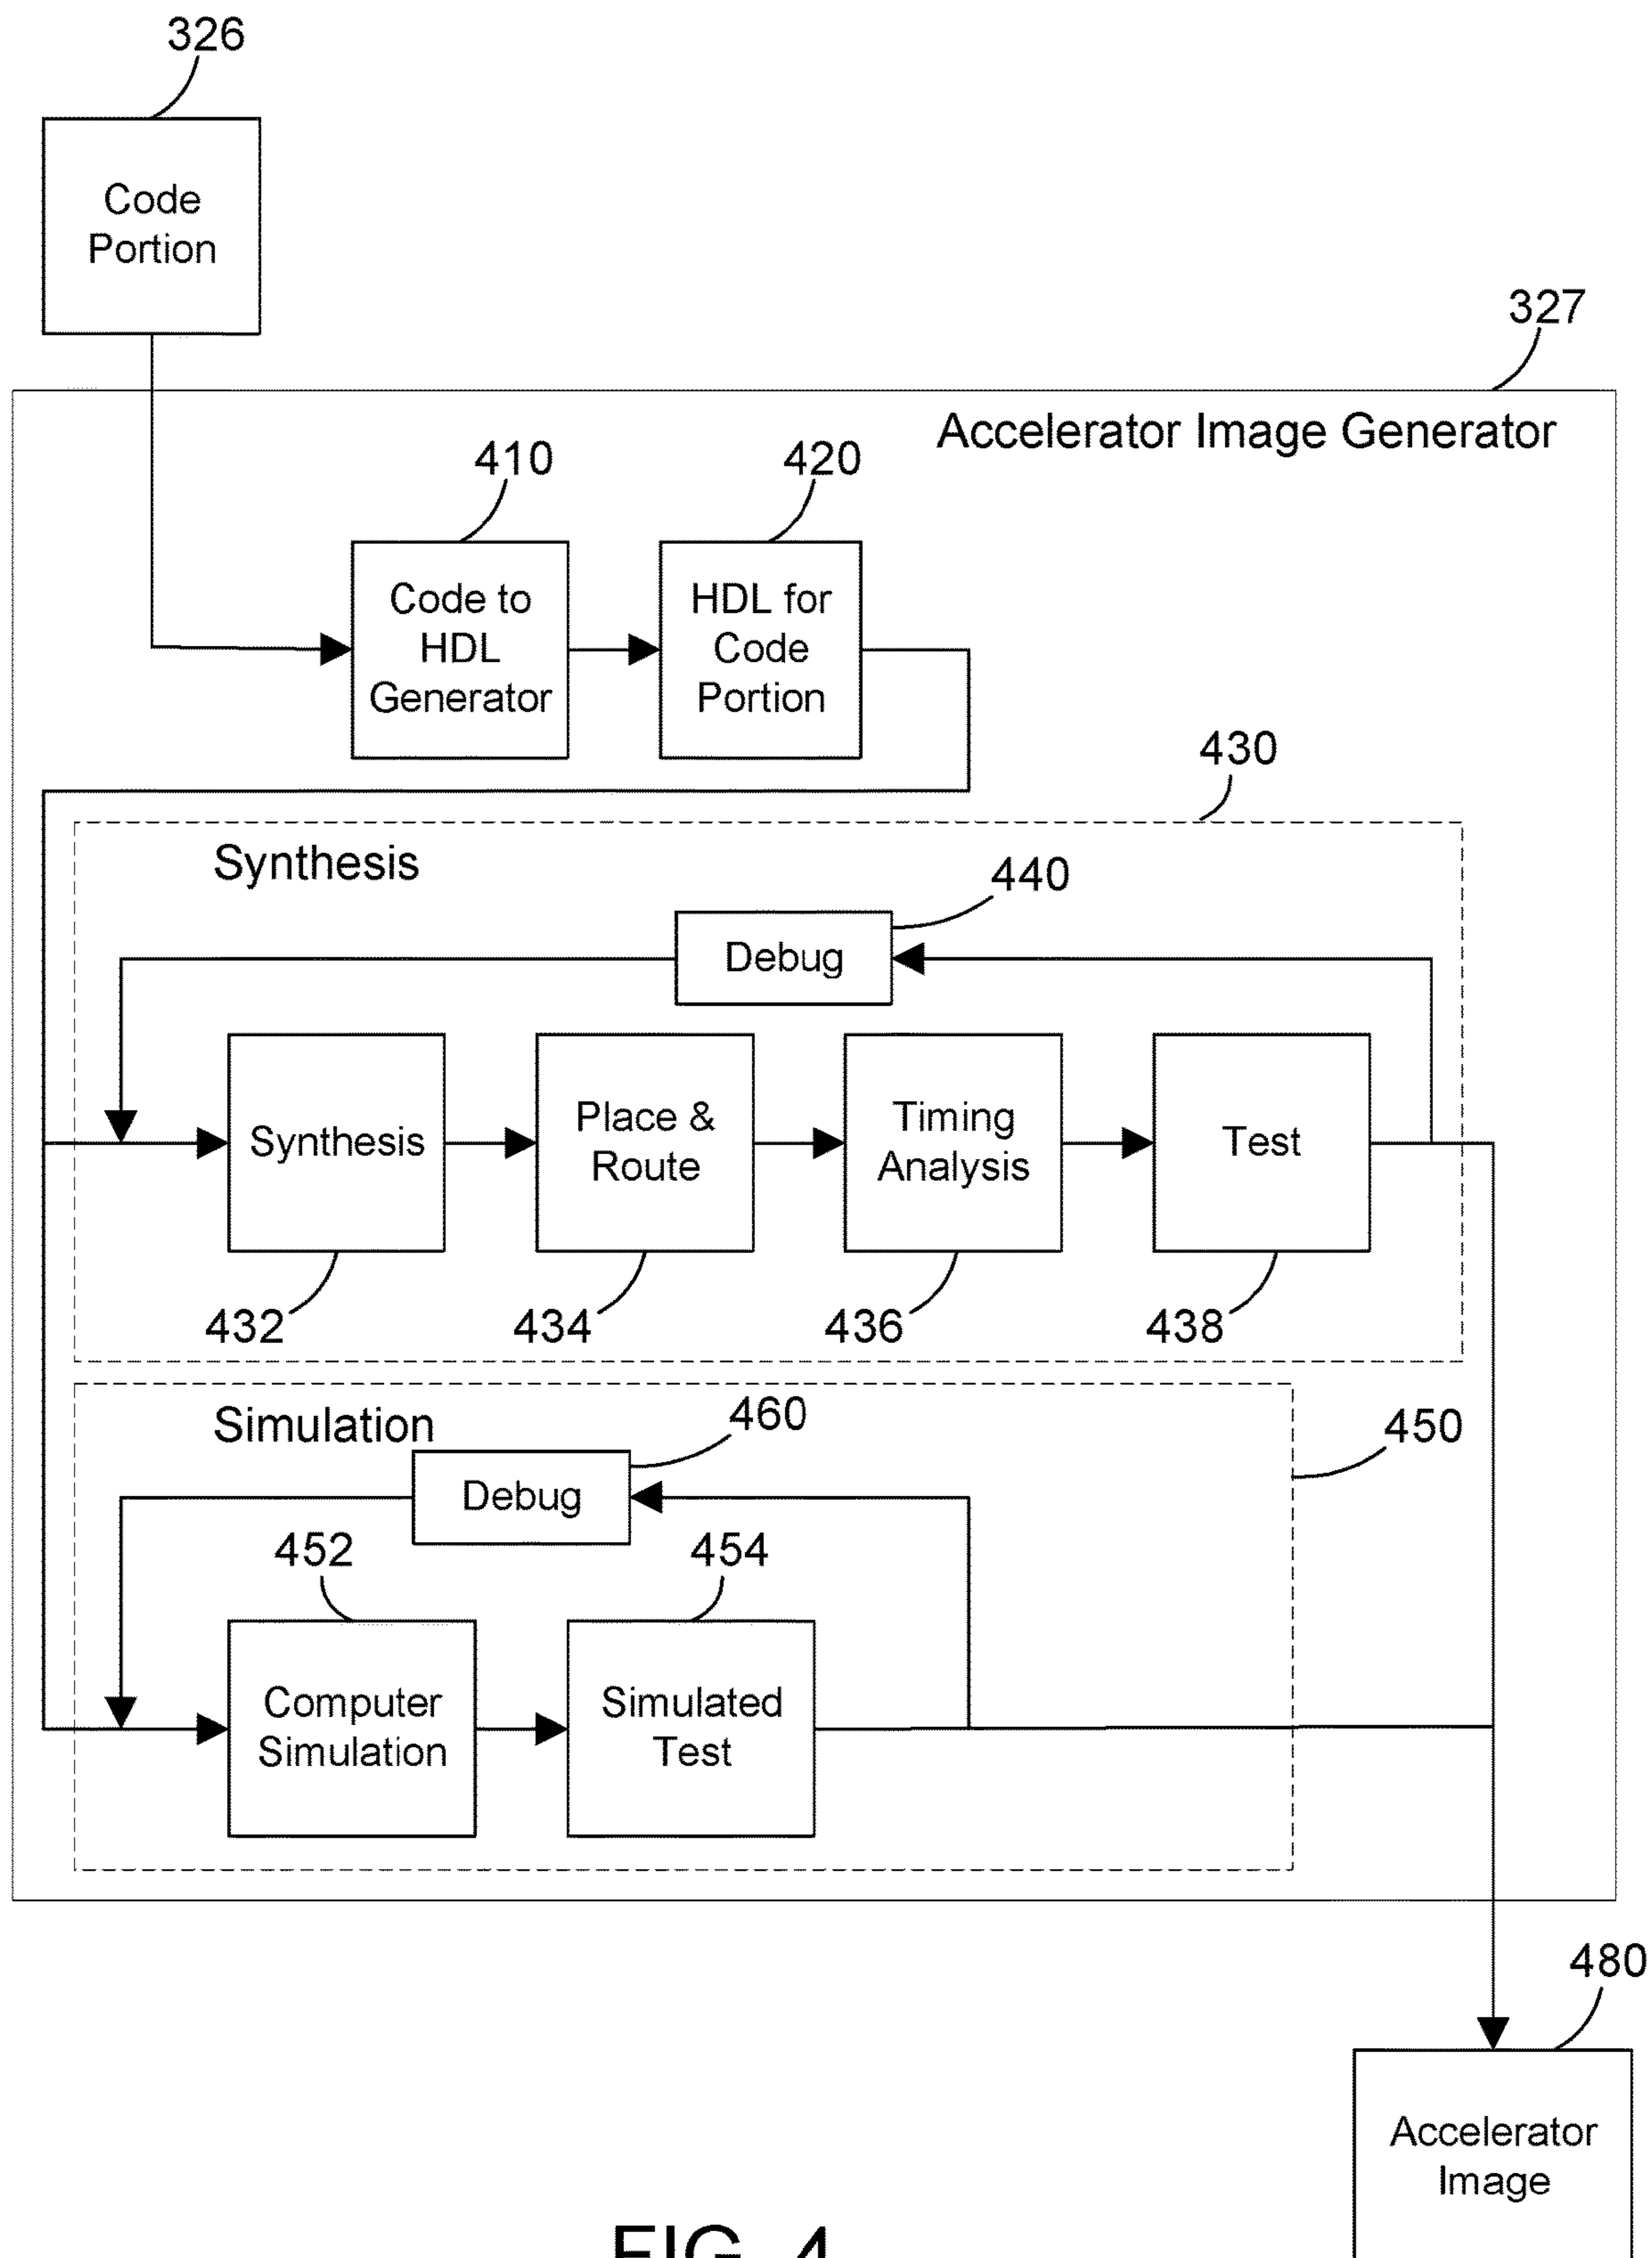 326
Code
Portion
327
Accelerator Image Generator
410
420
Code to
HDL
Generator
HDL for
Code
Portion
430
Synthesis
440
Debug
Synthesis
Place &
Route
Timing
Analysis
Test
432
434
436
438
Simulation
460
450
Debug
452
454
Computer
Simulation
Simulated
Test
480
Accelerator
Image
FIG. 4